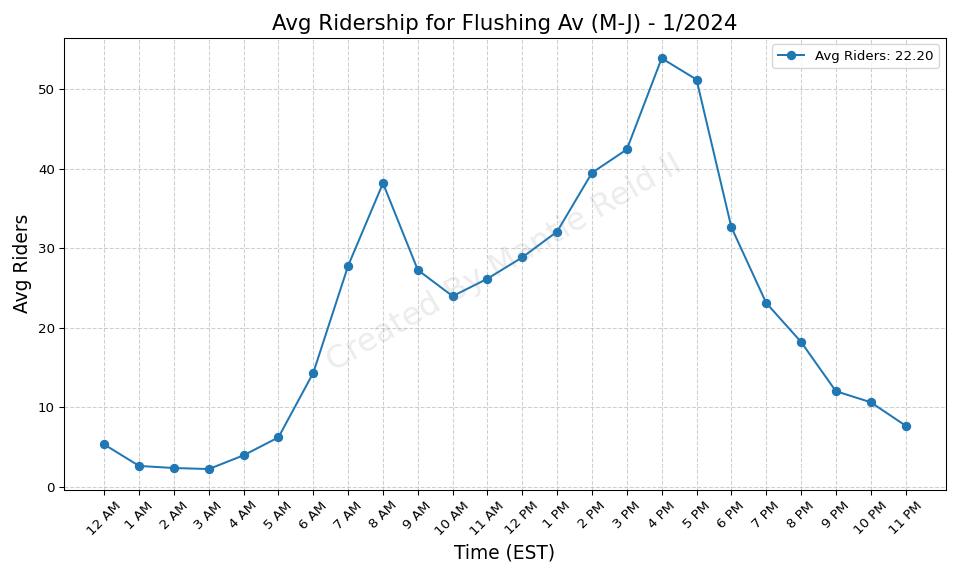 Avg Ridership for Flushing Av (M-J) - 1/2024
Avg Riders: 22.20
Avg Riders
50
40
30
20
10
0
Created By Mantie Reid II
12 AM
1 AM
2 AM
3 AM
4 AM
5 AM
6 AM
7 AM
8 AM
9 AM
10 AM
11 AM
12 PM
1 PM
2 PM
3 PM
4 PM
5 PM
6 PM
7 PM
8 PM
9 PM
10 PM
11 PM
Time (EST)